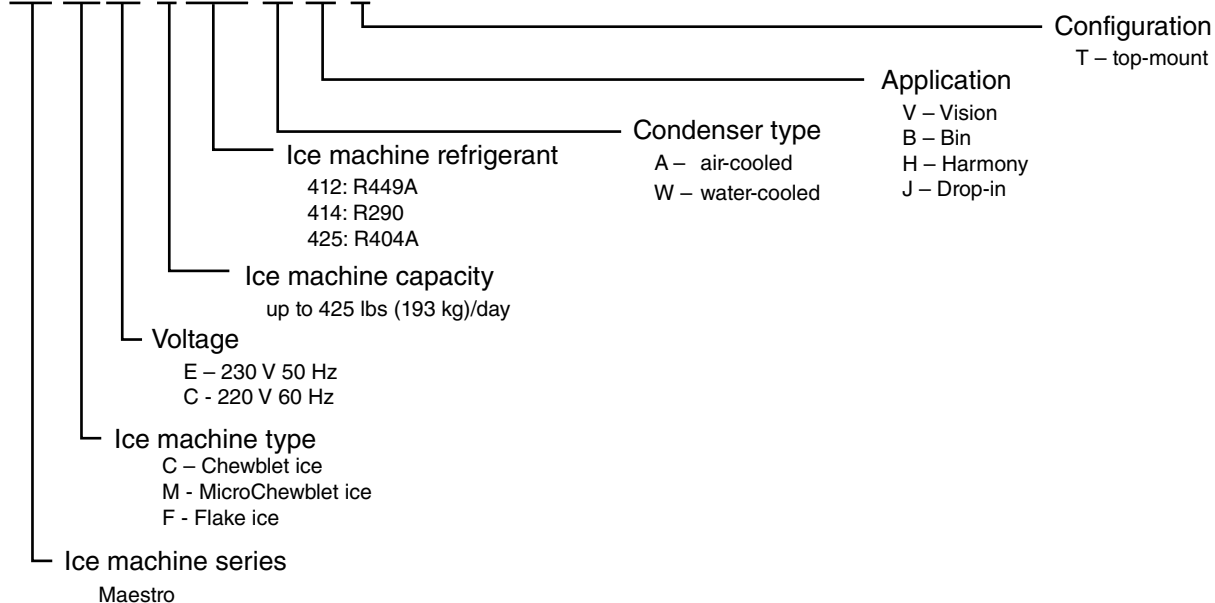 Configuration
T – top-mount
Application
V – Vision
B – Bin
H – Harmony
J – Drop-in
Condenser type
A – air-cooled
W – water-cooled
Ice machine refrigerant
412: R449A
414: R290
425: R404A
Ice machine capacity
up to 425 lbs (193 kg)/day
Voltage
E – 230 V 50 Hz
C - 220 V 60 Hz
Ice machine type
C – Chewblet ice
M - MicroChewblet ice
F - Flake ice
Ice machine series
Maestro